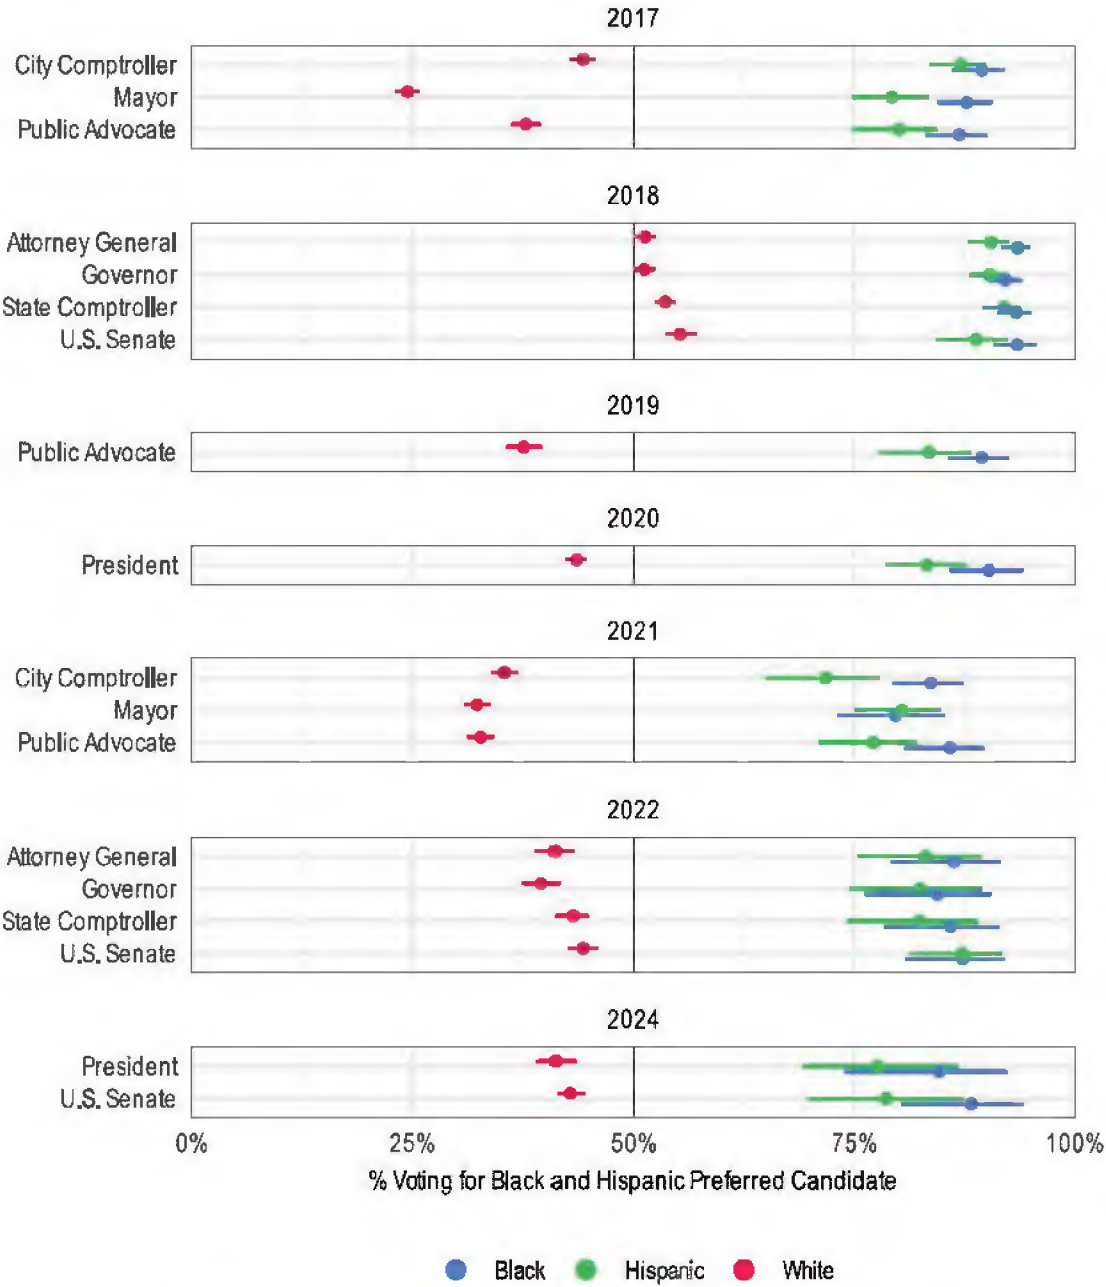 2017
City Comptroller
Mayor
Public Advocate
2018
Attorney General
Governor
State Comptroller
U.S. Senate
2019
Public Advocate
2020
President
2021
City Comptroller
Mayor
Public Advocate
2022
Attorney General
Governor
State Comptroller
U.S. Senate
2024
President
U.S. Senate
0% 25% 50% 75% 100%
% Voting for Black and Hispanic Preferred Candidate
Black Hispanic White